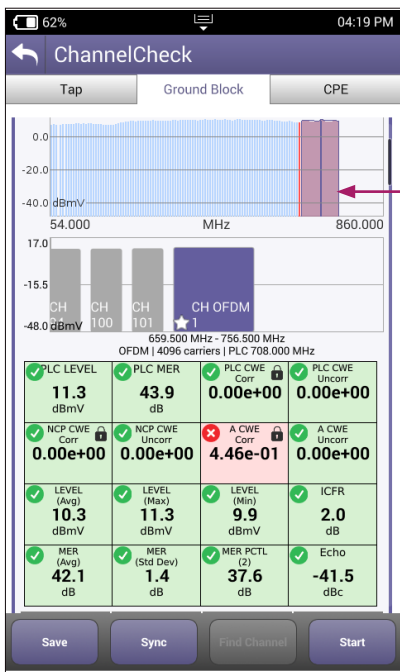 62% 04:19 PM
ChannelCheck
Tap Ground Block CPE
0.0
-20.0
-40.0 dBmV
54.000 MHz 860.000
17.0
-15.5
-48.0 dBmV
CH CH CH CH OFDM
100 101 1
659.500 MHz - 756.500 MHz
OFDM | 4096 carriers | PLC 708.000 MHz
PLC LEVEL PLC MER PLC CWE PLC CWE
Corr Uncorr
11.3 43.9 0.00e+00 0.00e+00
dBmV dB
NCP CWE NCP CWE A CWE A CWE
Corr Uncorr Corr Uncorr
0.00e+00 0.00e+00 4.46e-01 0.00e+00
LEVEL LEVEL LEVEL ICFR
(Avg) (Max) (Min)
10.3 11.3 9.9 2.0
dBmV dBmV dBmV dB
MER MER MER PCTL Echo
(Avg) (Std Dev) (2)
42.1 1.4 37.6 -41.5
dB dB dB dBc
Save Sync Find Channel Start